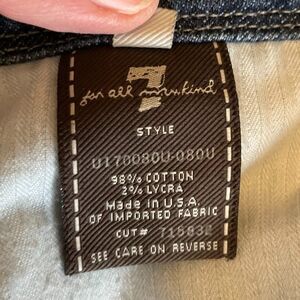 7
for all mankind
STYLE
U170080U-080U
98% COTTON
2% LYCRA
MADE IN U.S.A.
OF IMPORTED FABRIC
CUT# 715832
SEE CARE ON REVERSE